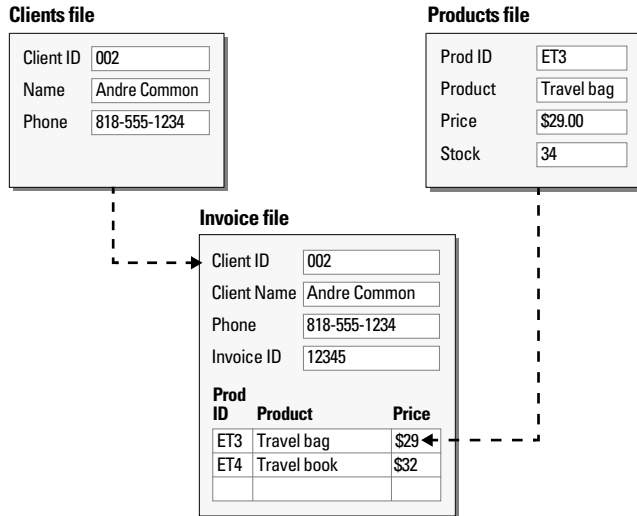 Clients file
Client ID 002
Name Andre Common
Phone 818-555-1234
Products file
Prod ID ET3
Product Travel bag
Price $29.00
Stock 34
Invoice file
Client ID 002
Client Name Andre Common
Phone 818-555-1234
Invoice ID 12345
Prod
ID Product Price
ET3 Travel bag $29
ET4 Travel book $32